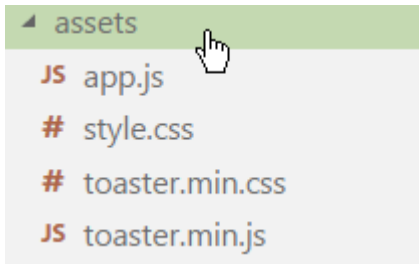 assets
JS app.js
# style.css
# toaster.min.css
JS toaster.min.js